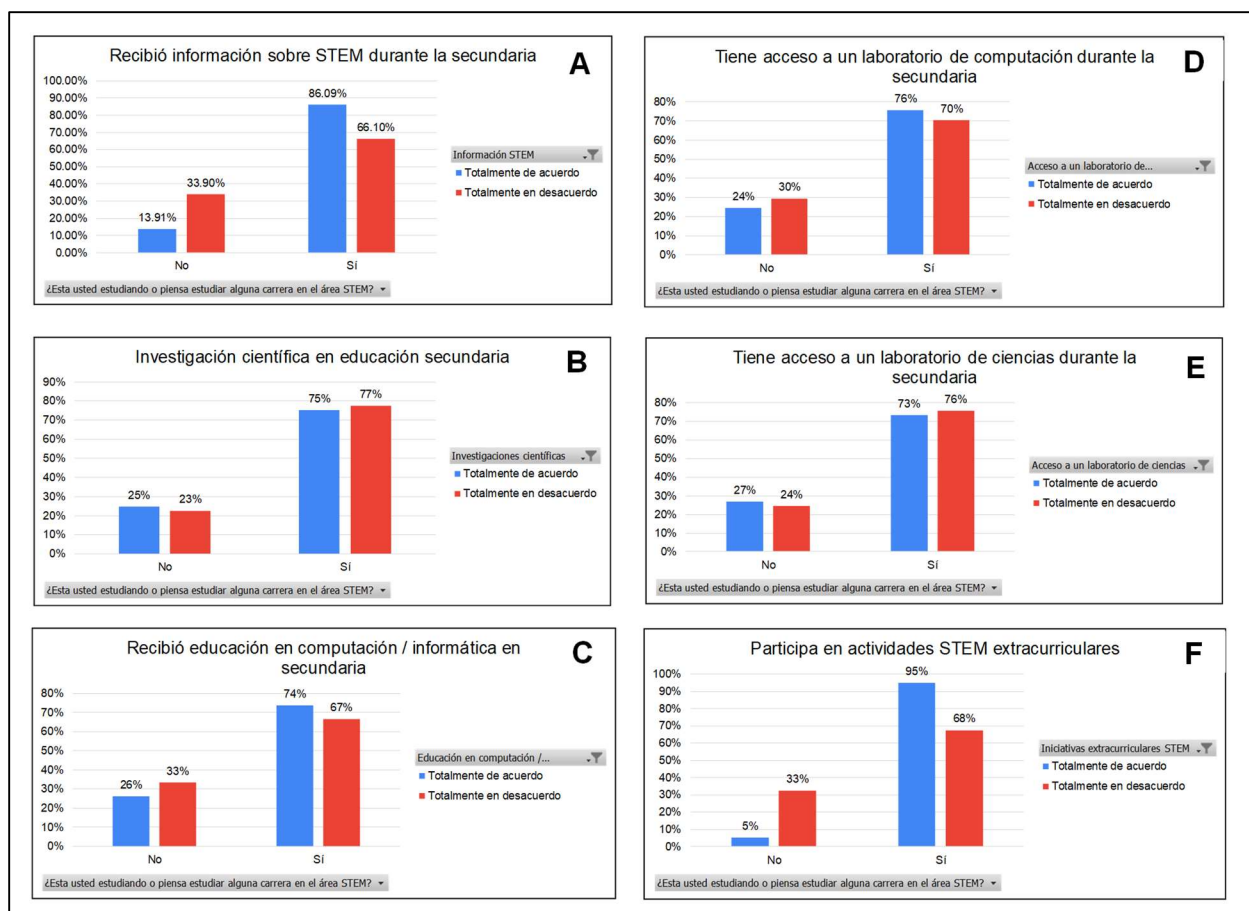 Recibió información sobre STEM durante la secundaria
A
100.00%
90.00%
80.00%
70.00%
60.00%
50.00%
40.00%
30.00%
20.00%
10.00%
0.00%
13.91%
33.90%
86.09%
66.10%
No
Sí
Información STEM
Totalmente de acuerdo
Totalmente en desacuerdo
¿Esta usted estudiando o piensa estudiar alguna carrera en el área STEM?
Tiene acceso a un laboratorio de computación durante la
secundaria
D
80%
70%
60%
50%
40%
30%
20%
10%
0%
24%
30%
76%
70%
No
Sí
Acceso a un laboratorio de...
Totalmente de acuerdo
Totalmente en desacuerdo
¿Esta usted estudiando o piensa estudiar alguna carrera en el área STEM?
Investigación científica en educación secundaria
B
90%
80%
70%
60%
50%
40%
30%
20%
10%
0%
25%
23%
75%
77%
No
Sí
Investigaciones científicas
Totalmente de acuerdo
Totalmente en desacuerdo
¿Esta usted estudiando o piensa estudiar alguna carrera en el área STEM?
Tiene acceso a un laboratorio de ciencias durante la
secundaria
E
80%
70%
60%
50%
40%
30%
20%
10%
0%
27%
24%
73%
76%
No
Sí
Acceso a un laboratorio de ciencias
Totalmente de acuerdo
Totalmente en desacuerdo
¿Esta usted estudiando o piensa estudiar alguna carrera en el área STEM?
Recibió educación en computación / informática en
secundaria
C
80%
70%
60%
50%
40%
30%
20%
10%
0%
26%
33%
74%
67%
No
Sí
Educación en computación /...
Totalmente de acuerdo
Totalmente en desacuerdo
¿Esta usted estudiando o piensa estudiar alguna carrera en el área STEM?
Participa en actividades STEM extracurriculares
F
100%
90%
80%
70%
60%
50%
40%
30%
20%
10%
0%
5%
33%
95%
68%
No
Sí
Iniciativas extracurriculares STEM
Totalmente de acuerdo
Totalmente en desacuerdo
¿Esta usted estudiando o piensa estudiar alguna carrera en el área STEM?